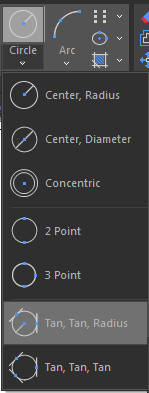 Circle Arc
Center, Radius
Center, Diameter
Concentric
2 Point
3 Point
Tan, Tan, Radius
Tan, Tan, Tan